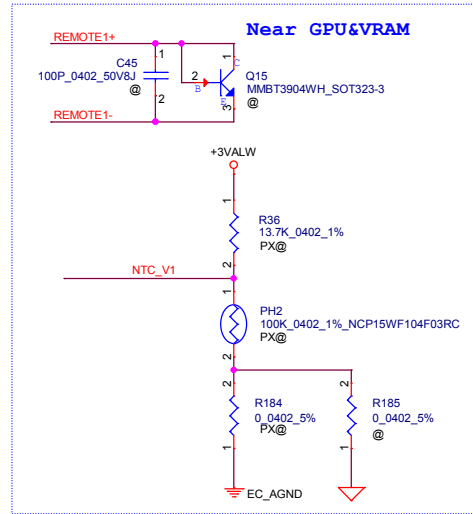 Near GPU&VRAM
REMOTE1+
C45
100P_0402_50V8J
@
1
2
1
C
2
B
E
3
Q15
MMBT3904WH_SOT323-3
@
REMOTE1-
+3VALW
1
R36
13.7K_0402_1%
PX@
2
NTC_V1
1
PH2
100K_0402_1%_NCP15WF104F03RC
PX@
2
2
R184
0_0402_5%
PX@
1
2
R185
0_0402_5%
@
1
EC_AGND